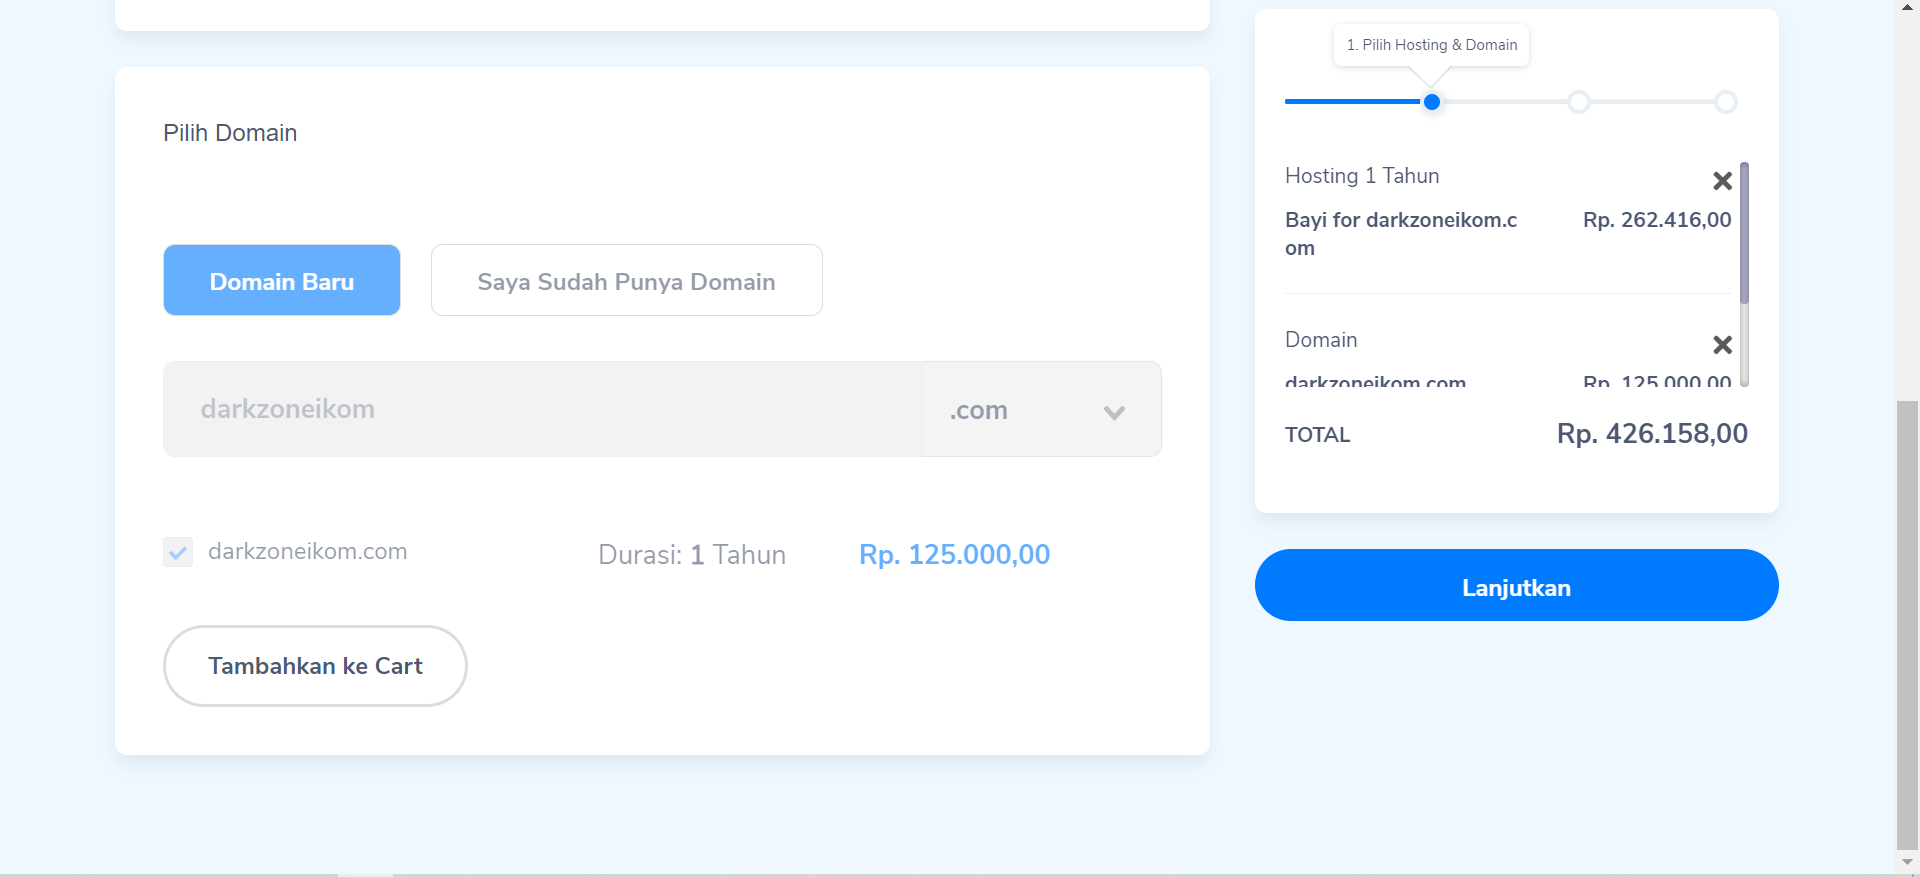 Pilih Domain
Domain Baru
Saya Sudah Punya Domain
darkzoneikom
.com
darkzoneikom.com
Durasi: 1 Tahun
Rp. 125.000,00
Tambahkan ke Cart
1. Pilih Hosting & Domain
Hosting 1 Tahun
Bayi for darkzoneikom.c
om
Rp. 262.416,00
Domain
darkzoneikom.com
Rp. 125.000,00
TOTAL
Rp. 426.158,00
Lanjutkan